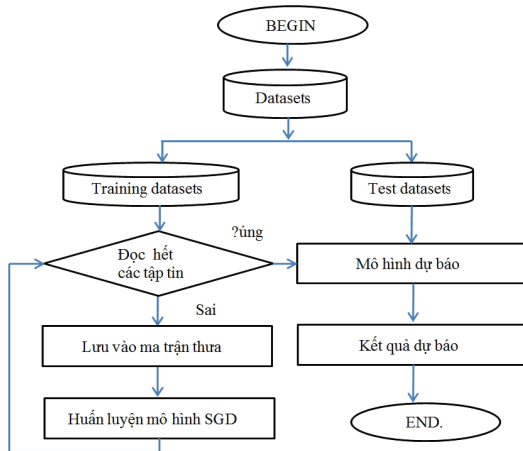 BEGIN
Datasets
Training datasets
Test datasets
?úng
Đọc hết
các tập tin
Mô hình dự báo
Sai
Lưu vào ma trận thưa
Kết quả dự báo
Huấn luyện mô hình SGD
END.